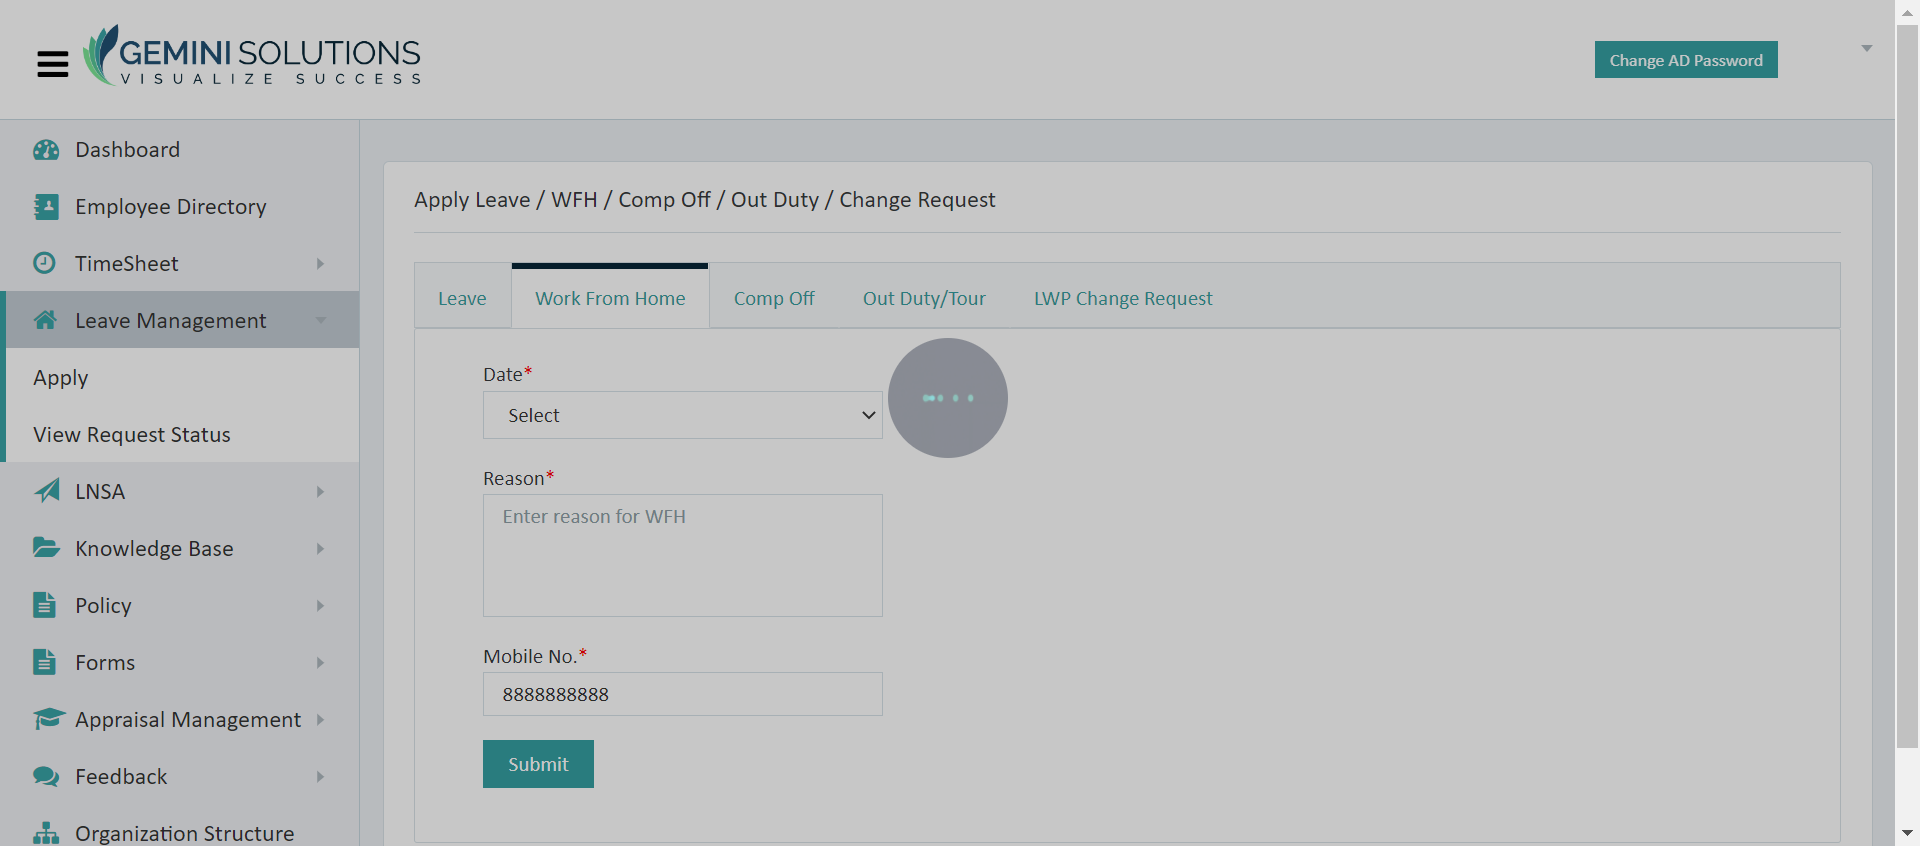 GEMINI SOLUTIONS
VISUALIZE SUCCESS
Change AD Password
Dashboard
Employee Directory
TimeSheet
Leave Management
Apply
View Request Status
LNSA
Knowledge Base
Policy
Forms
Appraisal Management
Feedback
Organization Structure
Apply Leave / WFH / Comp Off / Out Duty / Change Request
Leave Work From Home Comp Off Out Duty/Tour LWP Change Request
Date*
Select
Reason*
Enter reason for WFH
Mobile No.*
8888888888
Submit